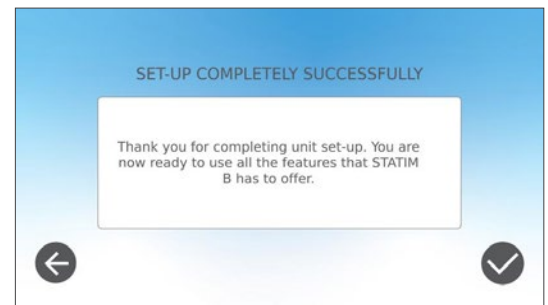 SET-UP COMPLETELY SUCCESSFULLY
Thank you for completing unit set-up. You are
now ready to use all the features that STATIM
B has to offer.